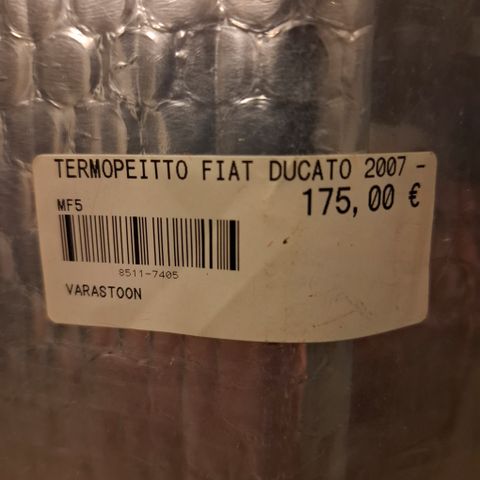 TERMOPEITTO FIAT DUCATO 2007 -
MF5
175,00 €
8511-7405
VARASTOON